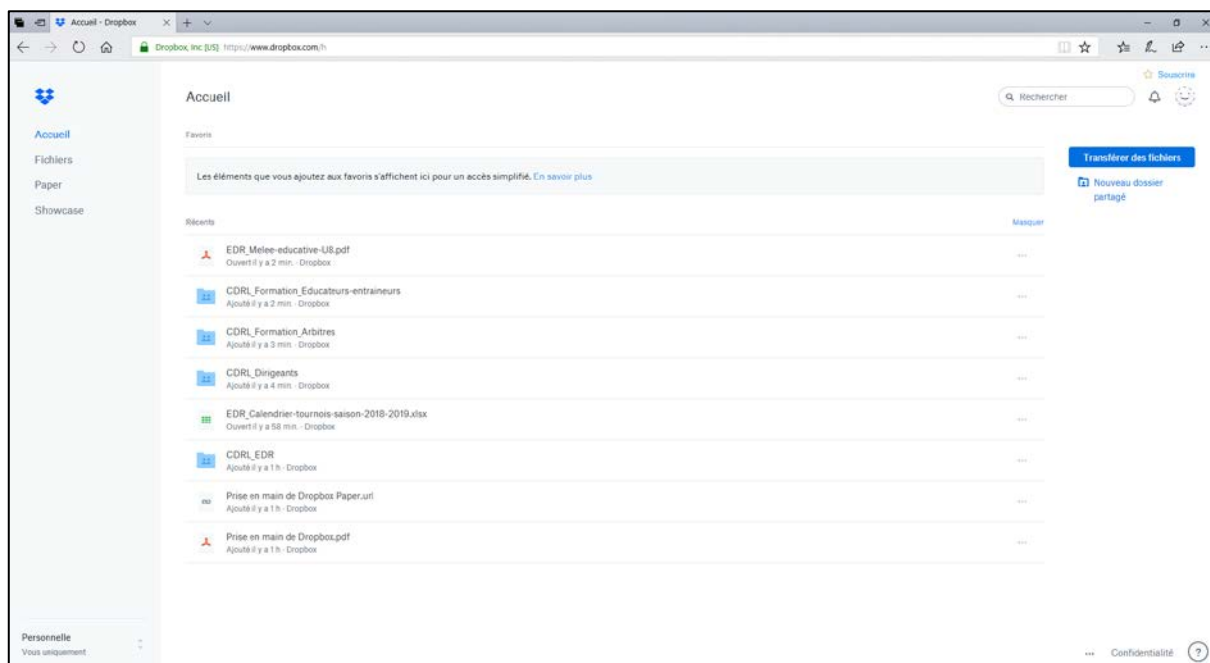 Accueil - Dropbox
Dropbox, Inc [US] https://www.dropbox.com/h
Souscrire
Accueil
Rechercher
Accueil
Fichiers
Paper
Showcase
Favoris
Les éléments que vous ajoutez aux favoris s'affichent ici pour un accès simplifié. En savoir plus
Transférer des fichiers
Nouveau dossier
partagé
Récents
Masquer
EDR_Melee-educative-U8.pdf
Ouvert il y a 2 min. · Dropbox
CDRL_Formation_Educateurs-entraineurs
Ajouté il y a 2 min. · Dropbox
CDRL_Formation_Arbitres
Ajouté il y a 3 min. · Dropbox
CDRL_Dirigeants
Ajouté il y a 4 min. · Dropbox
EDR_Calendrier-tournois-saison-2018-2019.xlsx
Ouvert il y a 58 min. · Dropbox
CDRL_EDR
Ajouté il y a 1 h · Dropbox
Prise en main de Dropbox Paper.url
Ajouté il y a 1 h · Dropbox
Prise en main de Dropbox.pdf
Ajouté il y a 1 h · Dropbox
Personnelle
Vous uniquement
Confidentialité
?